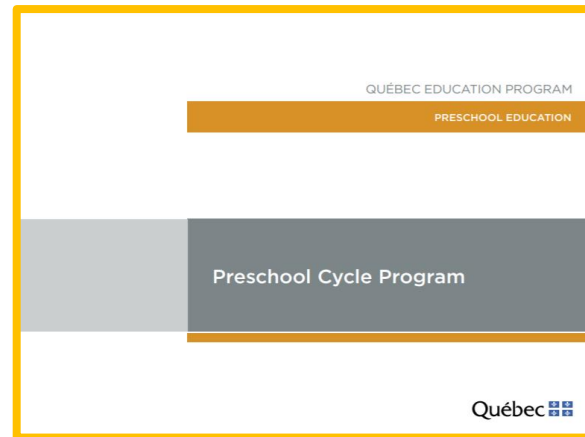 QUÉBEC EDUCATION PROGRAM
PRESCHOOL EDUCATION
Preschool Cycle Program
Québec